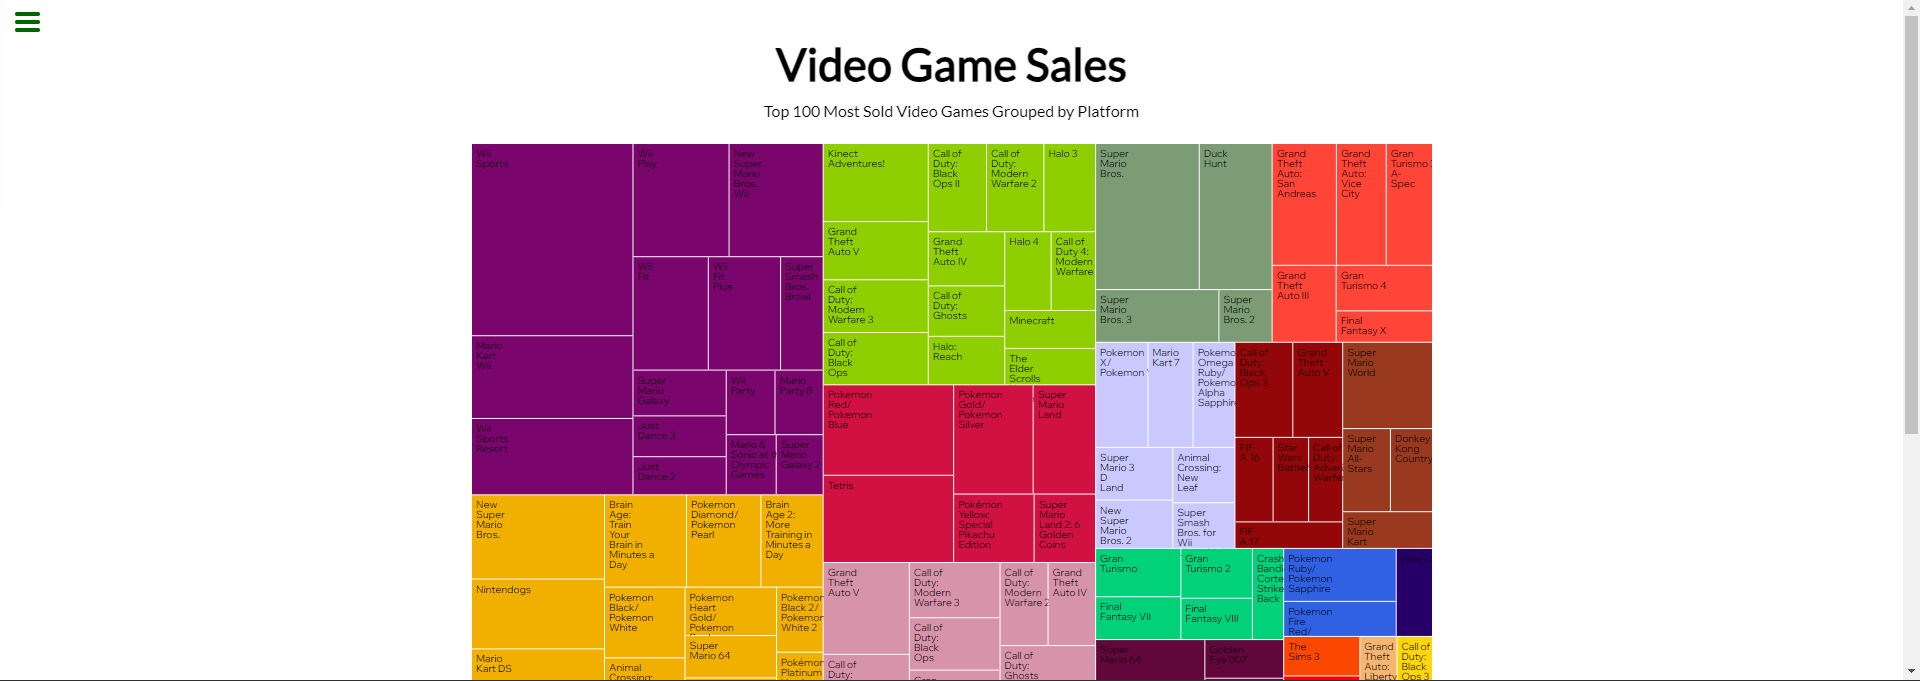 Video Game Sales
Top 100 Most Sold Video Games Grouped by Platform
Wii
Sports
Wii
Play
New
Super
Mario
Bros.
Wii
Wii
Fit
Wii
Fit
Plus
Super
Smash
Bros.
Brawl
Mario
Kart
Wii
Super
Mario
Galaxy
Wii
Party
Mario
Party 8
Wii
Sports
Resort
Just
Dance 3
Just
Dance 2
Mario &
Sonic at th
Olympic
Games
Super
Mario
Galaxy 2
Kinect
Adventures!
Call of
Duty:
Black
Ops II
Call of
Duty:
Modern
Warfare 2
Halo 3
Grand
Theft
Auto V
Grand
Theft
Auto IV
Halo 4
Call of
Duty 4:
Modern
Warfare
Call of
Duty:
Modern
Warfare 3
Call of
Duty:
Ghosts
Minecraft
Call of
Duty:
Black
Ops
Halo:
Reach
The
Elder
Scrolls
Super
Mario
Bros.
Duck
Hunt
Super
Mario
Bros. 3
Super
Mario
Bros. 2
Grand
Theft
Auto:
San
Andreas
Grand
Theft
Auto:
Vice
City
Gran
Turismo
A-
Spec
Grand
Theft
Auto III
Gran
Turismo 4
Final
Fantasy X
Pokemon
Red/
Pokemon
Blue
Pokemon
Gold/
Pokemon
Silver
Super
Mario
Land
Tetris
Pokémon
Yellow:
Special
Pikachu
Edition
Super
Mario
Land 2: 6
Golden
Coins
Pokemon
X/
Pokemon
Mario
Kart 7
Pokemo
Omega
Ruby/
Pokemo
Alpha
Sapphir
Super
Mario 3
D
Land
Animal
Crossing:
New
Leaf
New
Super
Mario
Bros. 2
Super
Smash
Bros. for
Wii
Call of
Duty:
Black
Ops 3
Grand
Theft
Auto V
FIF
A 16
Star
Wars
Battlef
Call of
Duty:
Advan
Warfa
FIF
A 17
Super
Mario
World
Super
Mario
All-
Stars
Donkey
Kong
Country
Super
Mario
Kart
New
Super
Mario
Bros.
Brain
Age:
Train
Your
Brain in
Minutes a
Day
Pokemon
Diamond/
Pokemon
Pearl
Brain
Age 2:
More
Training in
Minutes a
Day
Nintendogs
Pokemon
Black/
Pokemon
White
Pokemon
Heart
Gold/
Pokemon
Pokemon
Black 2/
Pokemon
White 2
Super
Mario 64
Mario
Kart DS
Animal
Crossing:
Pokémon
Platinum
Grand
Theft
Auto V
Call of
Duty:
Modern
Warfare 3
Call of
Duty:
Modern
Warfare 2
Grand
Theft
Auto IV
Call of
Duty:
Black
Ops
Call of
Duty:
Call of
Duty:
Ghosts
Gran
Gran
Turismo
Gran
Turismo 2
Crash
Bandi
Corte
Strike
Back
Final
Fantasy VII
Final
Fantasy VIII
Pokemon
Ruby/
Pokemon
Sapphire
Pokemon
Fire
Red/
Super
Mario 64
Golden
Eye 007
The
Sims 3
Grand
Theft
Auto:
Liberty
Call of
Duty:
Black
Ops 3